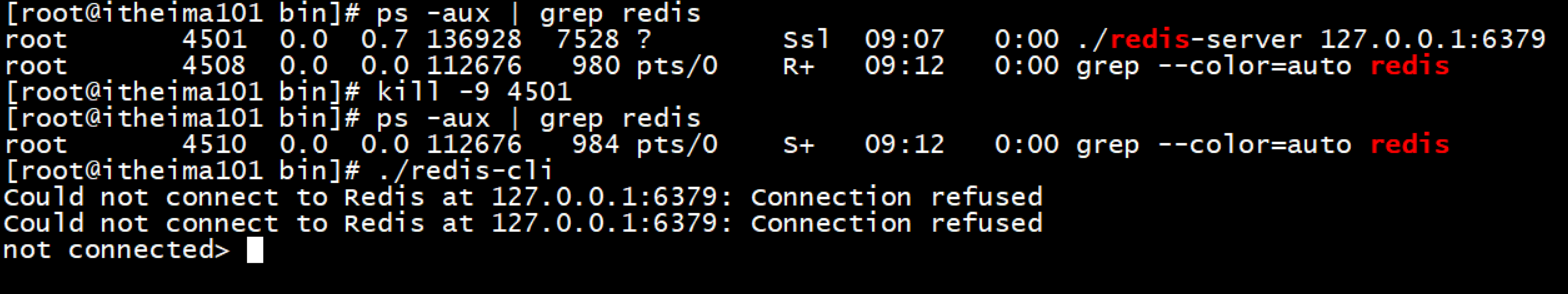 [root@itheima101 bin]# ps -aux | grep redis
root       4501  0.0  0.7 136928  7528 ?        Ssl  09:07   0:00 ./redis-server 127.0.0.1:6379
root       4508  0.0  0.0 112676   980 pts/0    R+   09:12   0:00 grep --color=auto redis
[root@itheima101 bin]# kill -9 4501
[root@itheima101 bin]# ps -aux | grep redis
root       4510  0.0  0.0 112676   984 pts/0    S+   09:12   0:00 grep --color=auto redis
[root@itheima101 bin]# ./redis-cli
Could not connect to Redis at 127.0.0.1:6379: Connection refused
Could not connect to Redis at 127.0.0.1:6379: Connection refused
not connected>